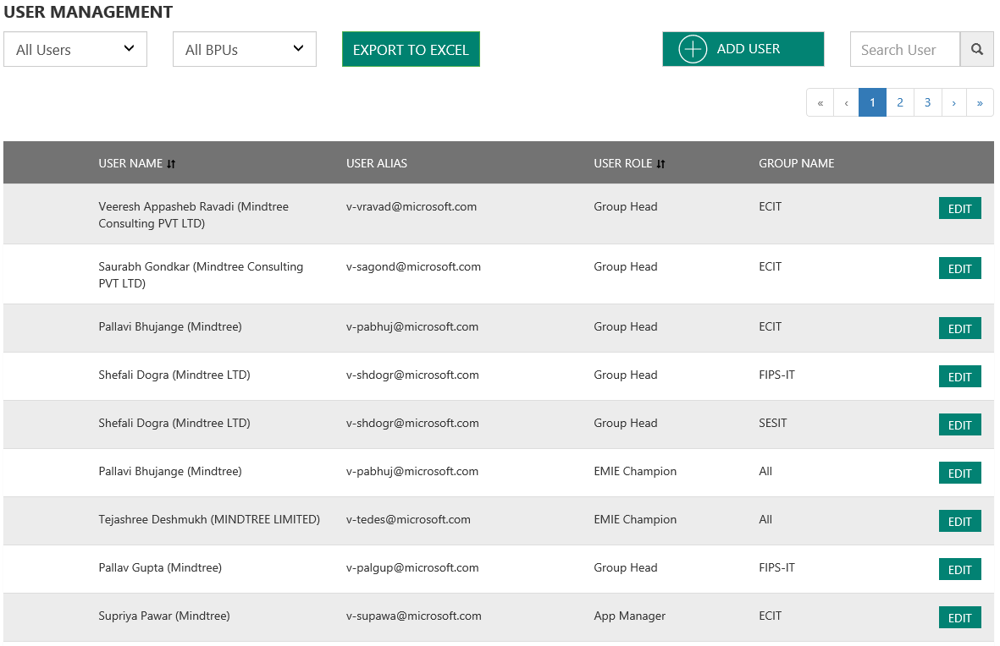 USER MANAGEMENT
All Users All BPUs EXPORT TO EXCEL ADD USER Search User
« ‹ 1 2 3 › »
USER NAME USER ALIAS USER ROLE GROUP NAME
Veeresh Appasheb Ravadi (Mindtree v-vravad@microsoft.com Group Head ECIT EDIT
Consulting PVT LTD)
Saurabh Gondkar (Mindtree Consulting v-sagond@microsoft.com Group Head ECIT EDIT
PVT LTD)
Pallavi Bhujange (Mindtree) v-pabhuj@microsoft.com Group Head ECIT EDIT
Shefali Dogra (Mindtree LTD) v-shdogr@microsoft.com Group Head FIPS-IT EDIT
Shefali Dogra (Mindtree LTD) v-shdogr@microsoft.com Group Head SESIT EDIT
Pallavi Bhujange (Mindtree) v-pabhuj@microsoft.com EMIE Champion All EDIT
Tejashree Deshmukh (MINDTREE LIMITED) v-tedes@microsoft.com EMIE Champion All EDIT
Pallav Gupta (Mindtree) v-palgup@microsoft.com Group Head FIPS-IT EDIT
Supriya Pawar (Mindtree) v-supawa@microsoft.com App Manager ECIT EDIT